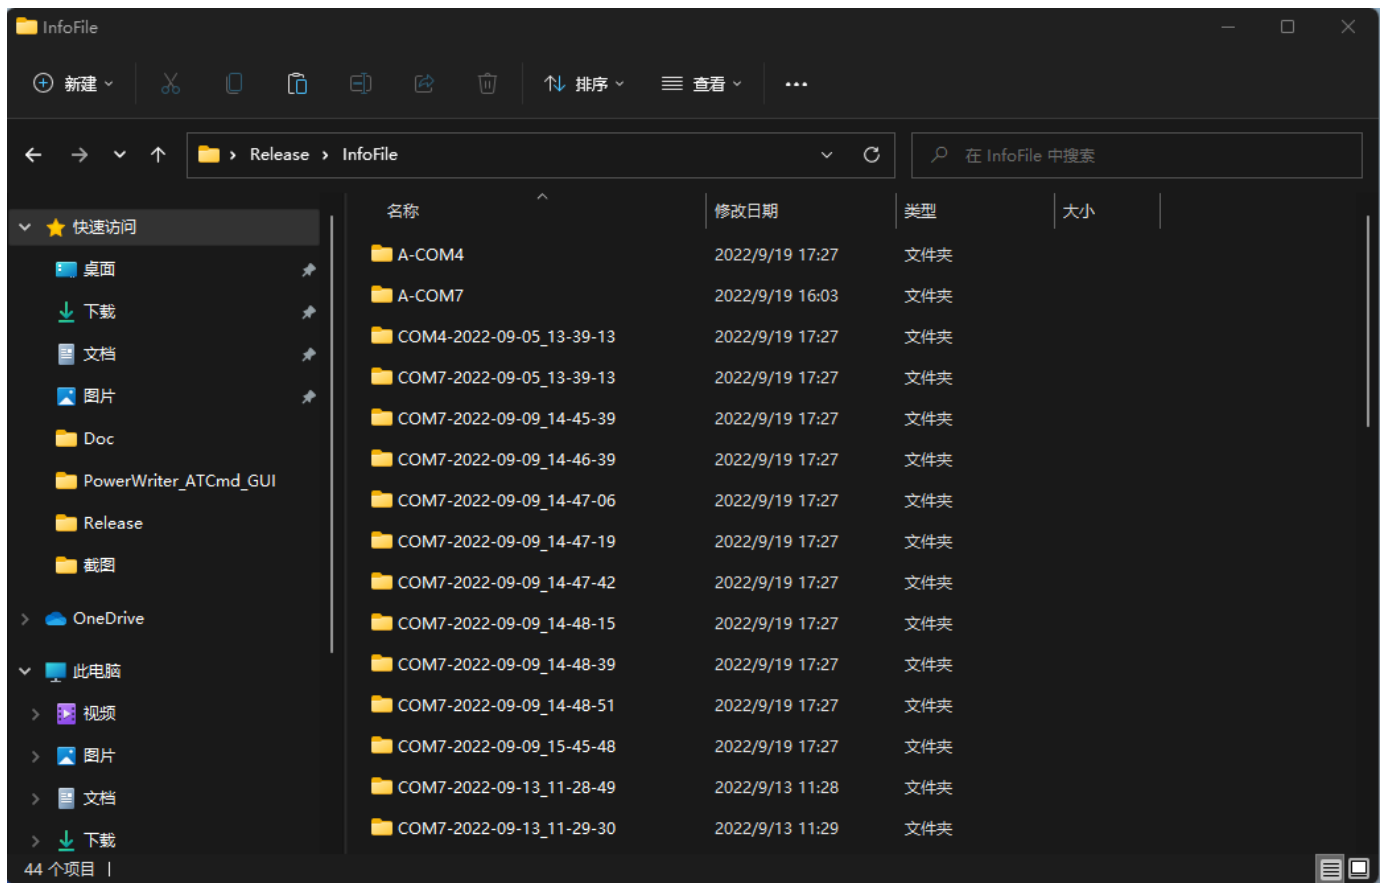 InfoFile
新建 排序 查看
Release InfoFile 在 InfoFile 中搜索
名称 修改日期 类型 大小
快速访问
桌面
下载
文档
图片
Doc
PowerWriter_ATCmd_GUI
Release
截图
OneDrive
此电脑
视频
图片
文档
下载
A-COM4 2022/9/19 17:27 文件夹
A-COM7 2022/9/19 16:03 文件夹
COM4-2022-09-05_13-39-13 2022/9/19 17:27 文件夹
COM7-2022-09-05_13-39-13 2022/9/19 17:27 文件夹
COM7-2022-09-09_14-45-39 2022/9/19 17:27 文件夹
COM7-2022-09-09_14-46-39 2022/9/19 17:27 文件夹
COM7-2022-09-09_14-47-06 2022/9/19 17:27 文件夹
COM7-2022-09-09_14-47-19 2022/9/19 17:27 文件夹
COM7-2022-09-09_14-47-42 2022/9/19 17:27 文件夹
COM7-2022-09-09_14-48-15 2022/9/19 17:27 文件夹
COM7-2022-09-09_14-48-39 2022/9/19 17:27 文件夹
COM7-2022-09-09_14-48-51 2022/9/19 17:27 文件夹
COM7-2022-09-09_15-45-48 2022/9/19 17:27 文件夹
COM7-2022-09-13_11-28-49 2022/9/13 11:28 文件夹
COM7-2022-09-13_11-29-30 2022/9/13 11:29 文件夹
44 个项目